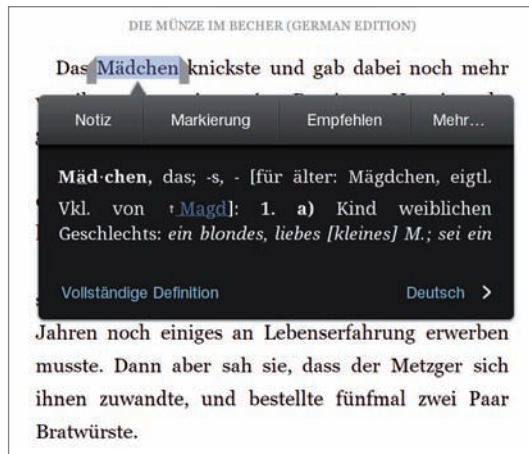 DIE MÜNZE IM BECHER (GERMAN EDITION)
Das Mädchen knickste und gab dabei noch mehr
Notiz Markierung Empfehlen Mehr…
Mäd·chen, das; -s, - [für älter: Mägdchen, eigtl.
Vkl. von ↑Magd]: 1. a) Kind weiblichen
Geschlechts: ein blondes, liebes [kleines] M.; sei ein
Vollständige Definition Deutsch >
Jahren noch einiges an Lebenserfahrung erwerben
musste. Dann aber sah sie, dass der Metzger sich
ihnen zuwandte, und bestellte fünfmal zwei Paar
Bratwürste.